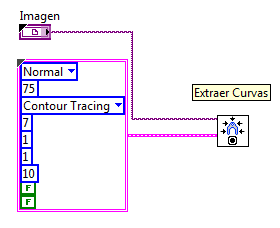 Imagen
Normal
75
Contour Tracing
Extraer Curvas
7
1
1
10
F
F